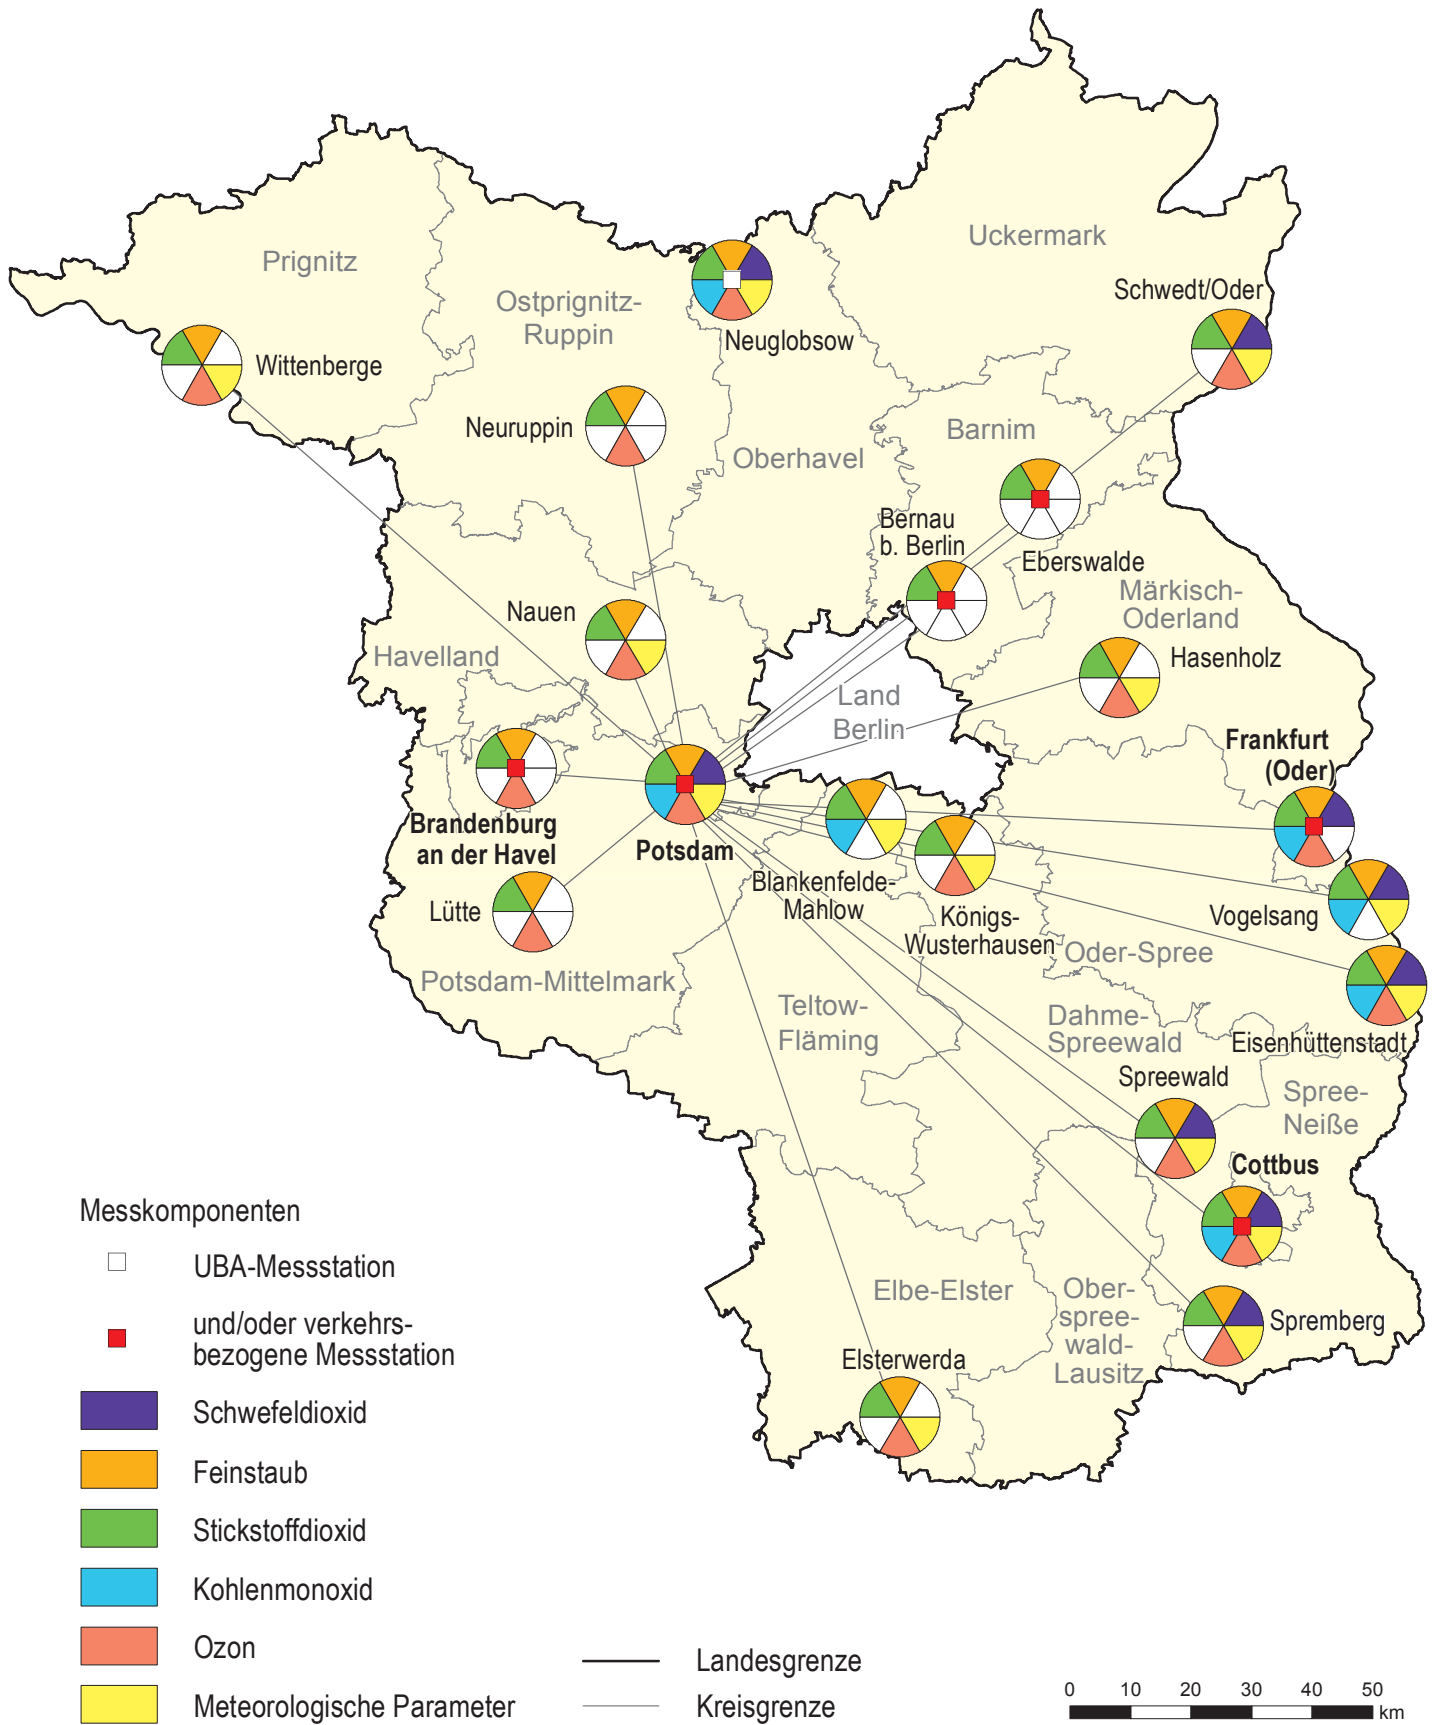 Prignitz
Uckermark
Schwedt/Oder
Ostprignitz-
Ruppin
Neuglobsow
Wittenberge
Neuruppin
Barnim
Oberhavel
Bernau
b. Berlin
Eberswalde
Märkisch-
Oderland
Nauen
Havelland
Hasenholz
Land
Berlin
Frankfurt
(Oder)
Brandenburg
an der Havel
Potsdam
Blankenfelde-
Mahlow
Königs-
Wusterhausen
Lütte
Vogelsang
Oder-Spree
Potsdam-Mittelmark
Teltow-
Fläming
Dahme-
Spreewald
Eisenhüttenstadt
Spreewald
Spree-
Neiße
Cottbus
Elbe-Elster
Ober-
spree-
wald-
Lausitz
Spremberg
Elsterwerda
Messkomponenten
UBA-Messstation
und/oder verkehrs-
bezogene Messstation
Schwefeldioxid
Feinstaub
Stickstoffdioxid
Kohlenmonoxid
Ozon
Meteorologische Parameter
Landesgrenze
Kreisgrenze
0 10 20 30 40 50
km